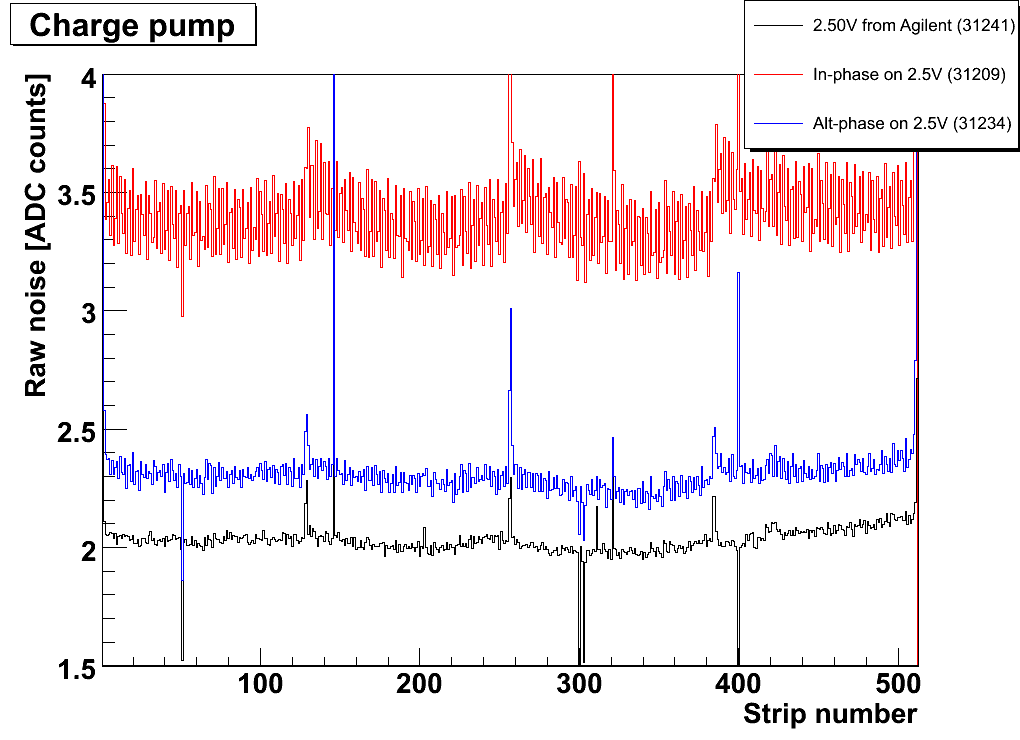 Charge pump
2.50V from Agilent (31241)
In-phase on 2.5V (31209)
Alt-phase on 2.5V (31234)
Raw noise [ADC counts]
4
3.5
3
2.5
2
1.5
100
200
300
400
500
Strip number